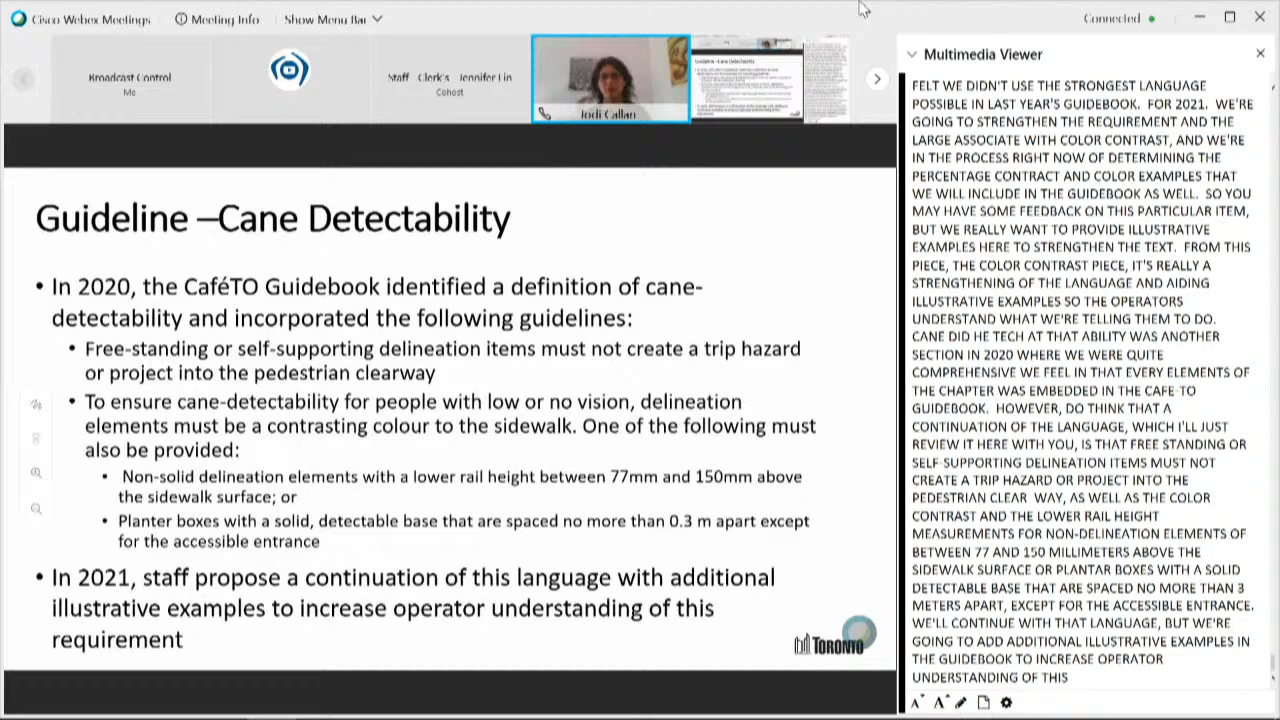 Cisco Webex Meetings
Meeting Info
Show Menu Bar
Connected
Broadcast Control
Cohost
Jodi Callan
Guideline –Cane Detectability
• In 2020, the CaféTO Guidebook identified a definition of cane-
detectability and incorporated the following guidelines:
• Free-standing or self-supporting delineation items must not create a trip hazard
or project into the pedestrian clearway
• To ensure cane-detectability for people with low or no vision, delineation
elements must be a contrasting colour to the sidewalk. One of the following must
also be provided:
• Non-solid delineation elements with a lower rail height between 77mm and 150mm above
the sidewalk surface; or
• Planter boxes with a solid, detectable base that are spaced no more than 0.3 m apart except
for the accessible entrance
• In 2021, staff propose a continuation of this language with additional
illustrative examples to increase operator understanding of this
requirement
TORONTO
Multimedia Viewer
FELT WE DIDN'T USE THE STRONGEST LANGUAGE
POSSIBLE IN LAST YEAR'S GUIDEBOOK. FOR 2021, WE'RE
GOING TO STRENGTHEN THE REQUIREMENT AND THE
LARGE ASSOCIATE WITH COLOR CONTRAST, AND WE'RE
IN THE PROCESS RIGHT NOW OF DETERMINING THE
PERCENTAGE CONTRACT AND COLOR EXAMPLES THAT
WE WILL INCLUDE IN THE GUIDEBOOK AS WELL. SO YOU
MAY HAVE SOME FEEDBACK ON THIS PARTICULAR ITEM,
BUT WE REALLY WANT TO PROVIDE ILLUSTRATIVE
EXAMPLES HERE TO STRENGTHEN THE TEXT. FROM THIS
PIECE, THE COLOR CONTRAST PIECE, IT'S REALLY A
STRENGTHENING OF THE LANGUAGE AND AIDING
ILLUSTRATIVE EXAMPLES SO THE OPERATORS
UNDERSTAND WHAT WE'RE TELLING THEM TO DO.
CANE DID HE TECH AT THAT ABILITY WAS ANOTHER
SECTION IN 2020 WHERE WE WERE QUITE
COMPREHENSIVE WE FEEL IN THAT EVERY ELEMENTS OF
THE CHAPTER WAS EMBEDDED IN THE CAFE TO
GUIDEBOOK. HOWEVER, DO THINK THAT A
CONTINUATION OF THE LANGUAGE, WHICH I'LL JUST
REVIEW IT HERE WITH YOU, IS THAT FREE STANDING OR
SELF-SUPPORTING DELINEATION ITEMS MUST NOT
CREATE A TRIP HAZARD OR PROJECT INTO THE
PEDESTRIAN CLEAR WAY, AS WELL AS THE COLOR
CONTRAST AND THE LOWER RAIL HEIGHT
MEASUREMENTS FOR NON-DELINEATION ELEMENTS OF
BETWEEN 77 AND 150 MILLIMETERS ABOVE THE
SIDEWALK SURFACE OR PLANTAR BOXES WITH A SOLID
DETECTABLE BASE THAT ARE SPACED NO MORE THAN 3
METERS APART, EXCEPT FOR THE ACCESSIBLE ENTRANCE.
WE'LL CONTINUE WITH THAT LANGUAGE, BUT WE'RE
GOING TO ADD ADDITIONAL ILLUSTRATIVE EXAMPLES IN
THE GUIDEBOOK TO INCREASE OPERATOR
UNDERSTANDING OF THIS